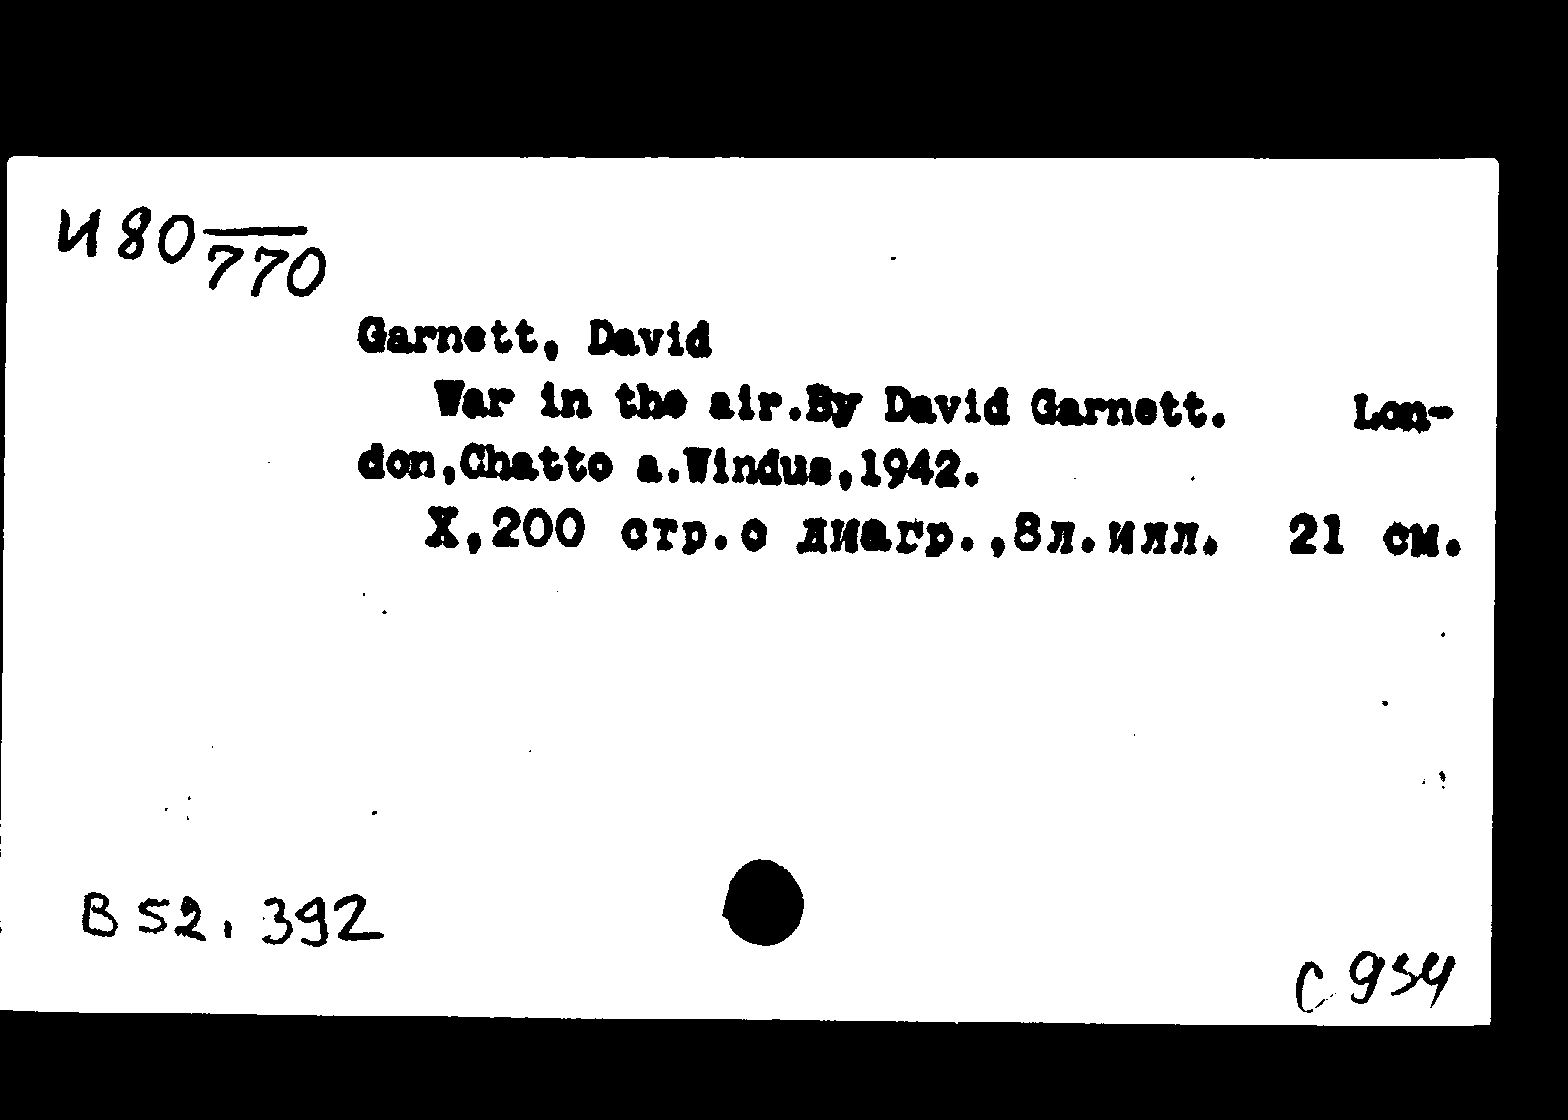 И 80
770
Garnett, David
War in the air.By David Garnett. Lon-
don,Chatto a.Windus,1942.
X,200 стр.с диагр.,8л.илл. 21 см.
В 52.392
с 934